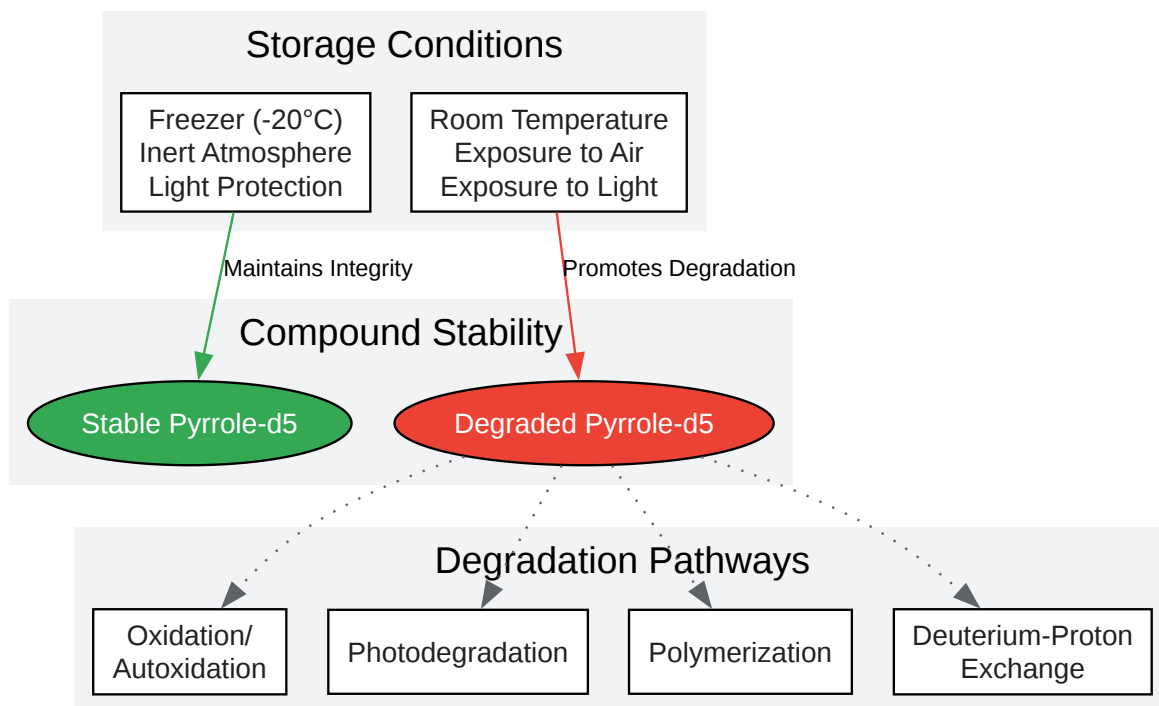 Storage Conditions
Freezer (-20°C)
Inert Atmosphere
Light Protection
Room Temperature
Exposure to Air
Exposure to Light
Maintains Integrity
Promotes Degradation
Compound Stability
Stable Pyrrole-d5
Degraded Pyrrole-d5
Degradation Pathways
Oxidation/
Autoxidation
Photodegradation
Polymerization
Deuterium-Proton
Exchange